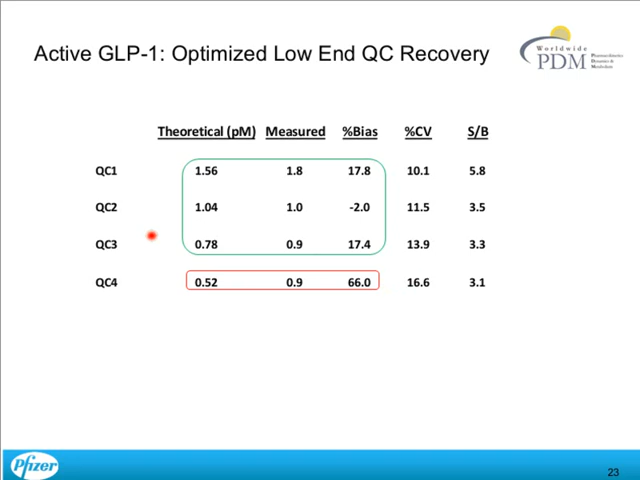 Active GLP-1: Optimized Low End QC Recovery
Worldwide
PDM
Pharmacokinetics
Dynamics &
Metabolism
Theoretical (pM) Measured %Bias %CV S/B
QC1 1.56 1.8 17.8 10.1 5.8
QC2 1.04 1.0 -2.0 11.5 3.5
QC3 0.78 0.9 17.4 13.9 3.3
QC4 0.52 0.9 66.0 16.6 3.1
Pfizer
23